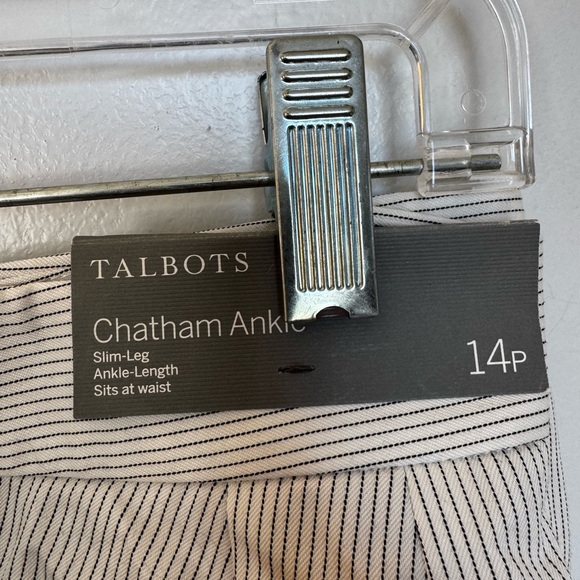 TALBOTS
Chatham Ankle
Slim-Leg
Ankle-Length
Sits at waist
14P